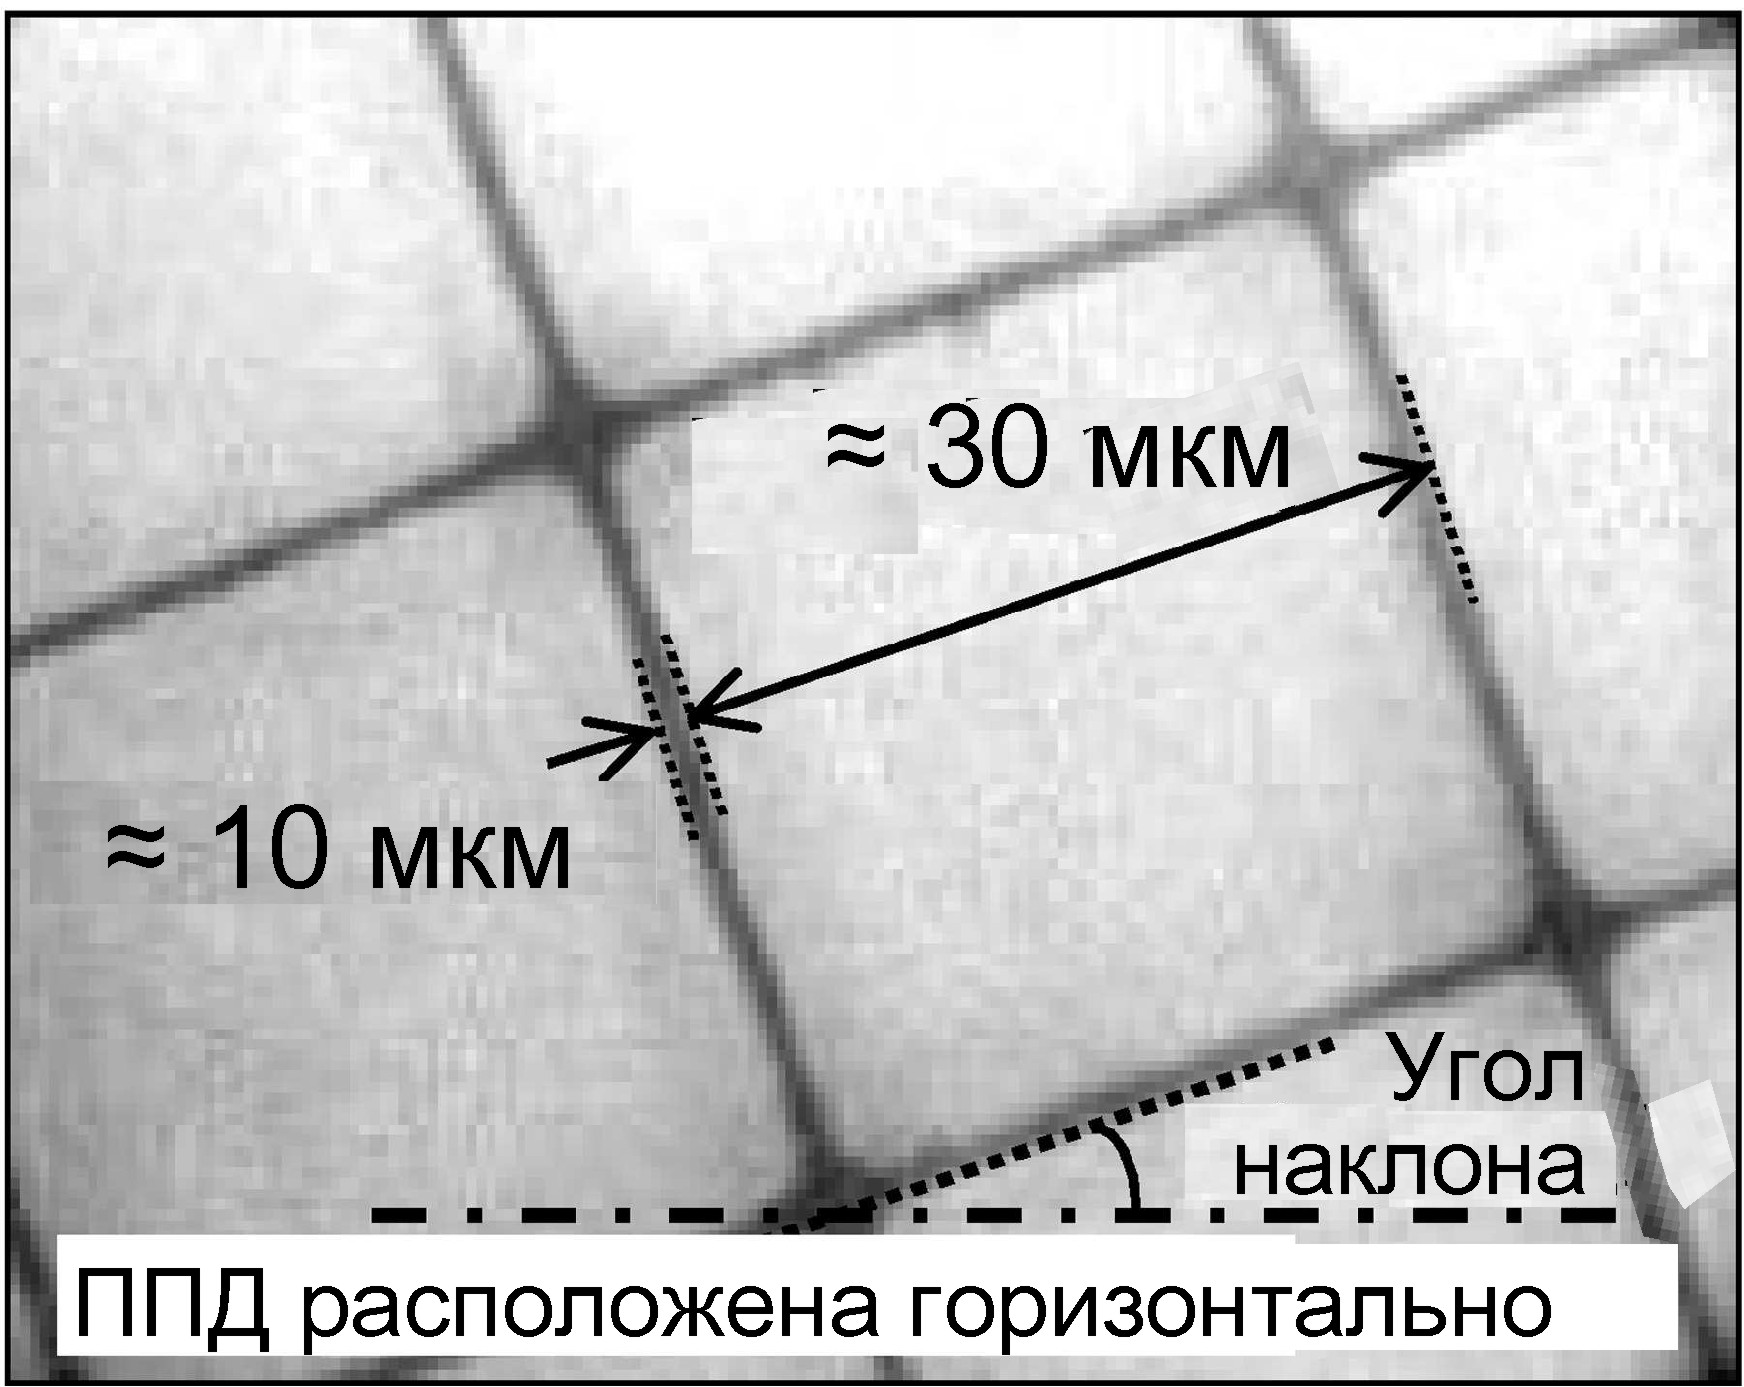 ≈ 30 мкм
≈ 10 мкм
Угол
наклона
ППД расположена горизонтально